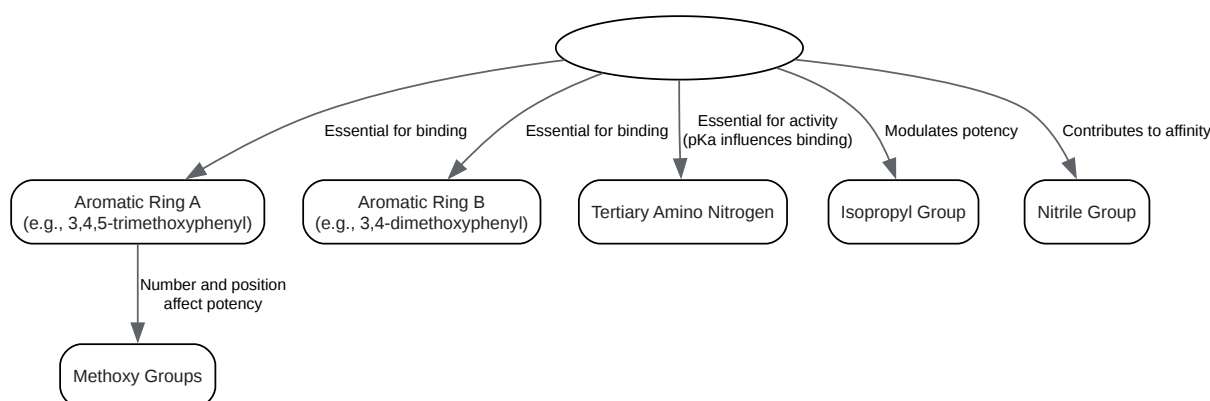 Essential for binding
Essential for binding
Essential for activity
(pKa influences binding)
Modulates potency
Contributes to affinity
Aromatic Ring A
(e.g., 3,4,5-trimethoxyphenyl)
Aromatic Ring B
(e.g., 3,4-dimethoxyphenyl)
Tertiary Amino Nitrogen
Isopropyl Group
Nitrile Group
Number and position
affect potency
Methoxy Groups